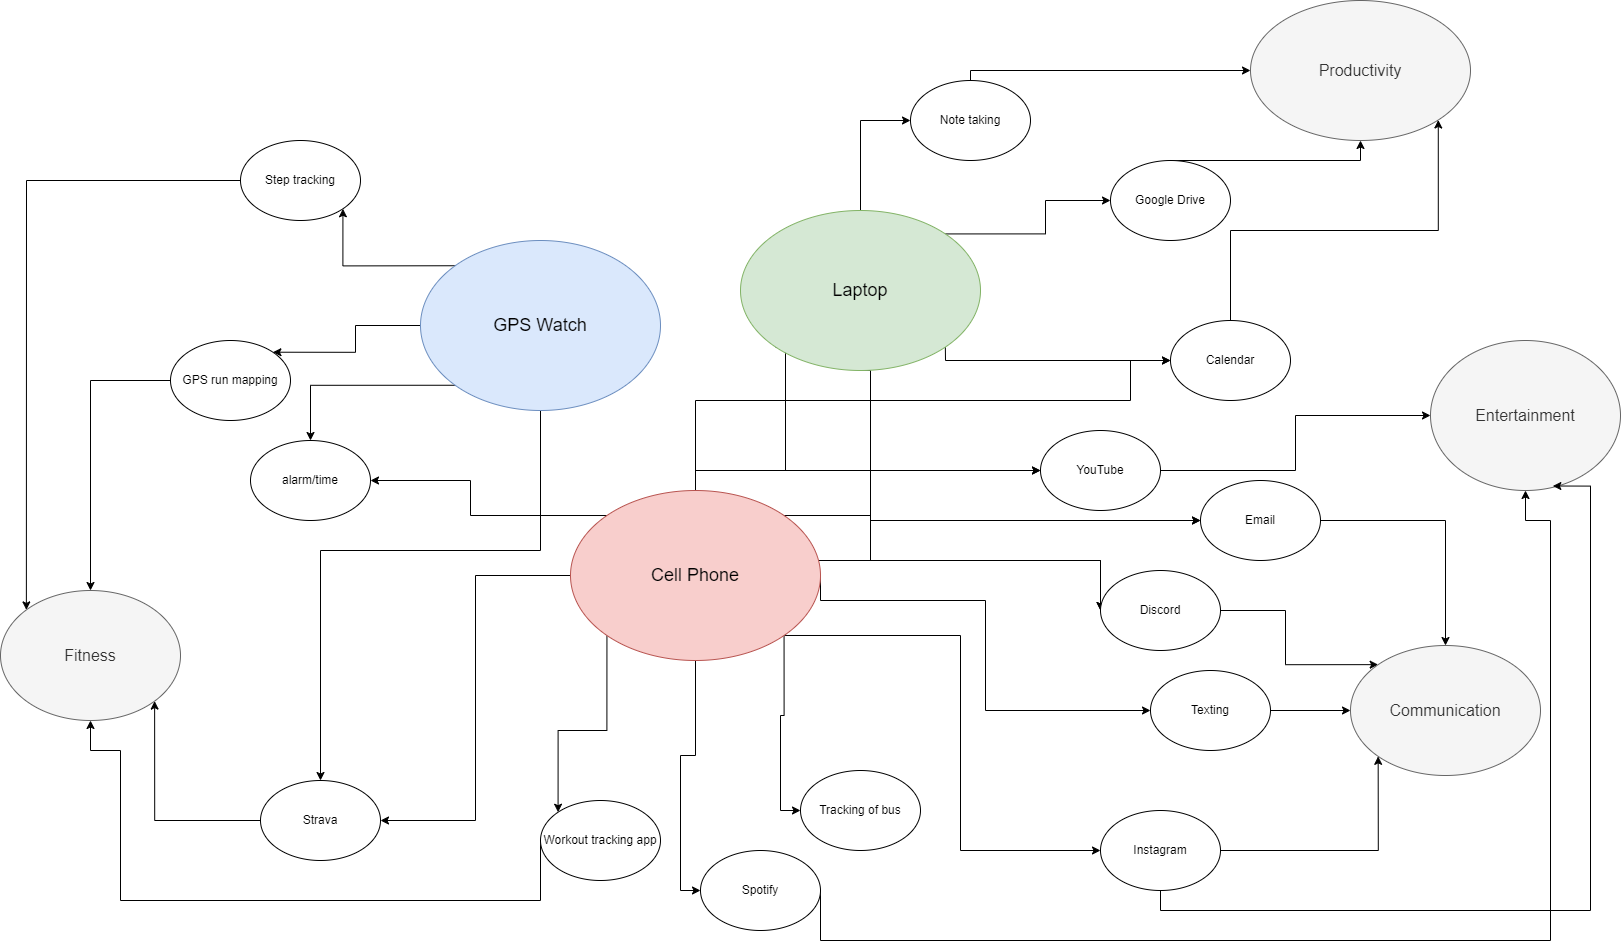 Productivity
Note taking
Step tracking
Google Drive
Laptop
GPS Watch
Calendar
GPS run mapping
Entertainment
YouTube
alarm/time
Email
Cell Phone
Discord
Fitness
Texting
Communication
Tracking of bus
Strava
Workout tracking app
Instagram
Spotify